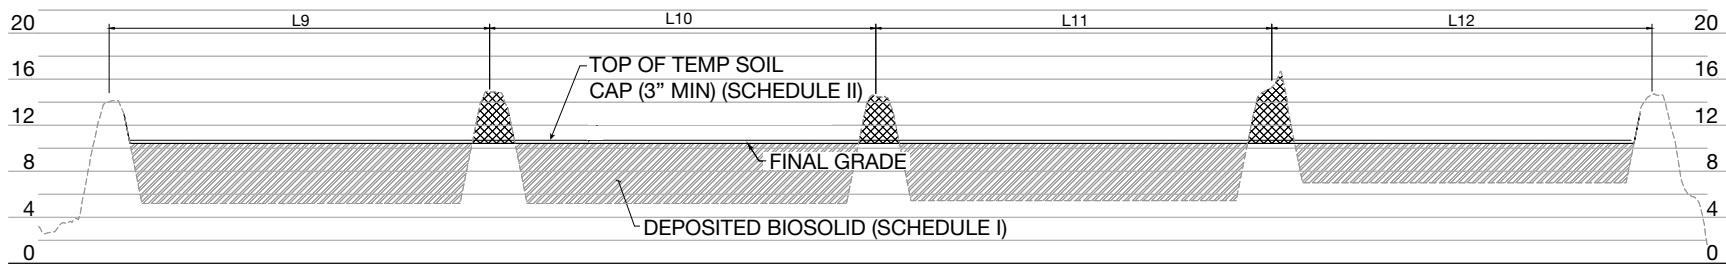 L9
L10
L11
L12
20
20
16
16
12
12
8
8
4
4
0
0
TOP OF TEMP SOIL
CAP (3” MIN) (SCHEDULE II)
FINAL GRADE
DEPOSITED BIOSOLID (SCHEDULE I)